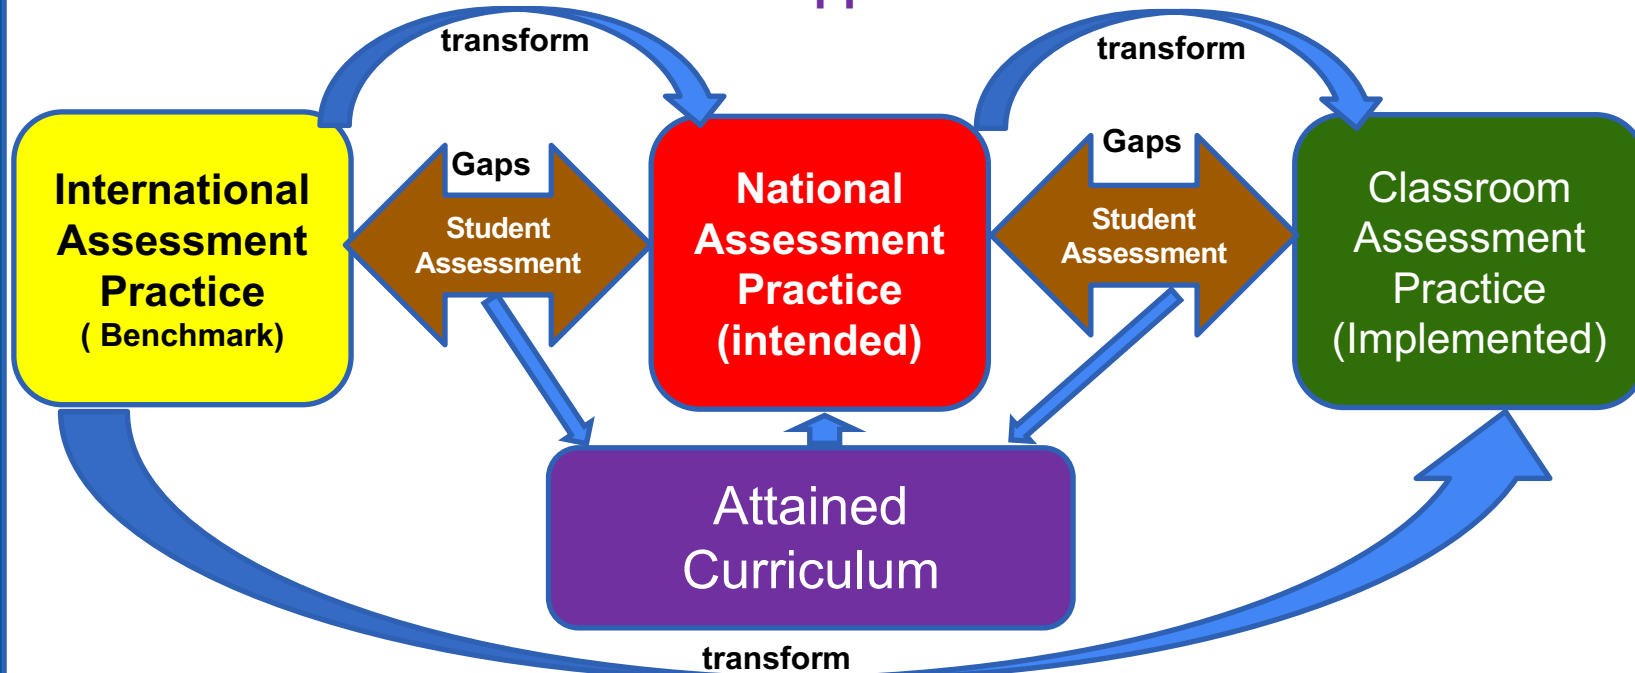 transform
transform
International
Assessment
Practice
( Benchmark)
Gaps
Student
Assessment
National
Assessment
Practice
(intended)
Gaps
Student
Assessment
Classroom
Assessment
Practice
(Implemented)
Attained
Curriculum
transform